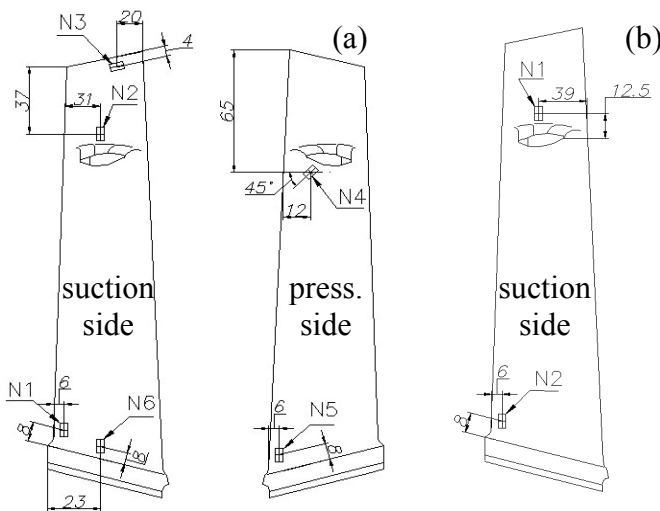 20
N3
4
(a)
(b)
37
31
N2
65
N1
39
12.5
45°
12
N4
suction
side
press.
side
suction
side
N1
6
8
N6
8
23
6
N5
8
6
N2
8